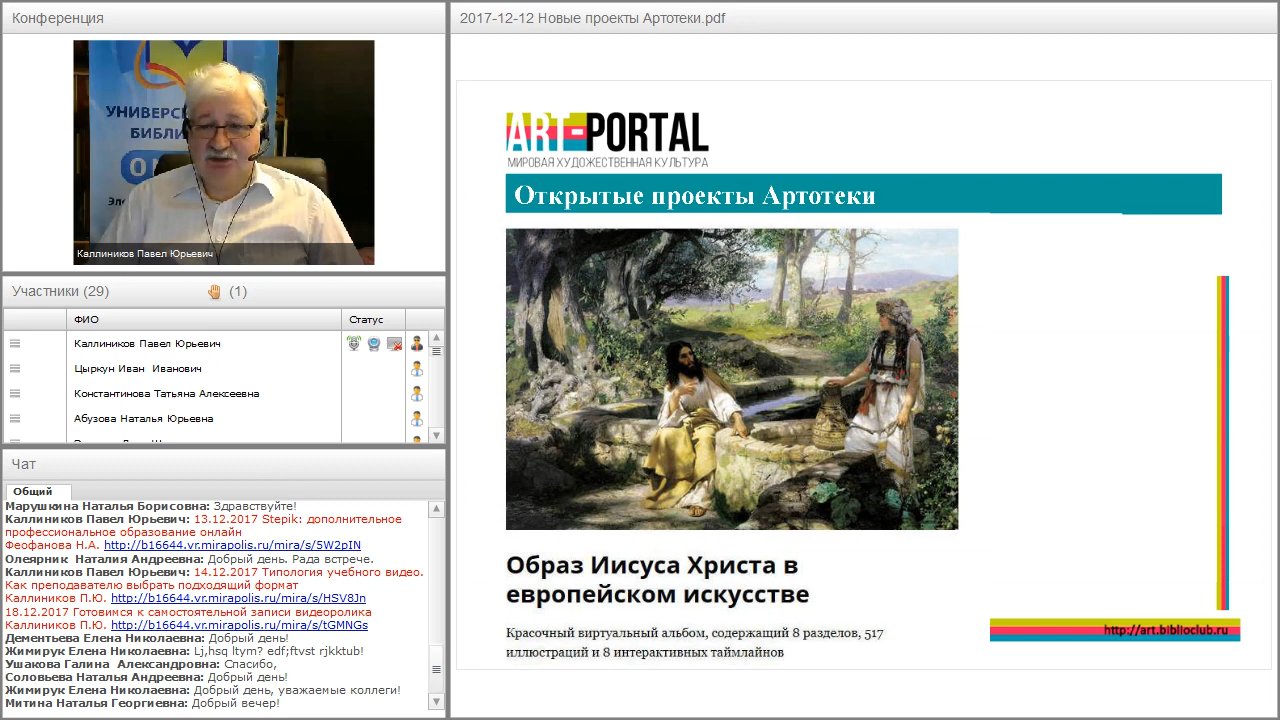 Конференция
УНИВЕРС
БИБЛИ
Каллиников Павел Юрьевич
Участники (29)
(1)
ФИО
Статус
Каллиников Павел Юрьевич
Цыркун Иван Иванович
Константинова Татьяна Алексеевна
Абузова Наталья Юрьевна
Чат
Общий
Марушкина Наталья Борисовна: Здравствуйте!
Каллиников Павел Юрьевич: 13.12.2017 Stepik: дополнительное
профессиональное образование онлайн
Феофанова Н.А. http://b16644.vr.mirapolis.ru/mira/s/5W2pIN
Олеярник Наталия Андреевна: Добрый день. Рада встрече.
Каллиников Павел Юрьевич: 14.12.2017 Типология учебного видео.
Как преподавателю выбрать подходящий формат
Каллиников П.Ю. http://b16644.vr.mirapolis.ru/mira/s/HSV8Jn
18.12.2017 Готовимся к самостоятельной записи видеоролика
Каллиников П.Ю. http://b16644.vr.mirapolis.ru/mira/s/tGMNGs
Дементьева Елена Николаевна: Добрый день!
Жимирук Елена Николаевна: Lj,hsq ltym? edf;ftvst rjkktub!
Ушакова Галина Александровна: Спасибо,
Соловьева Наталья Андреевна: Добрый день!
Жимирук Елена Николаевна: Добрый день, уважаемые коллеги!
Митина Наталья Георгиевна: Добрый вечер!
2017-12-12 Новые проекты Артотеки.pdf
ART-PORTAL
МИРОВАЯ ХУДОЖЕСТВЕННАЯ КУЛЬТУРА
Открытые проекты Артотеки
Образ Иисуса Христа в
европейском искусстве
Красочный виртуальный альбом, содержащий 8 разделов, 517
иллюстраций и 8 интерактивных таймлайнов
http://art.biblioclub.ru